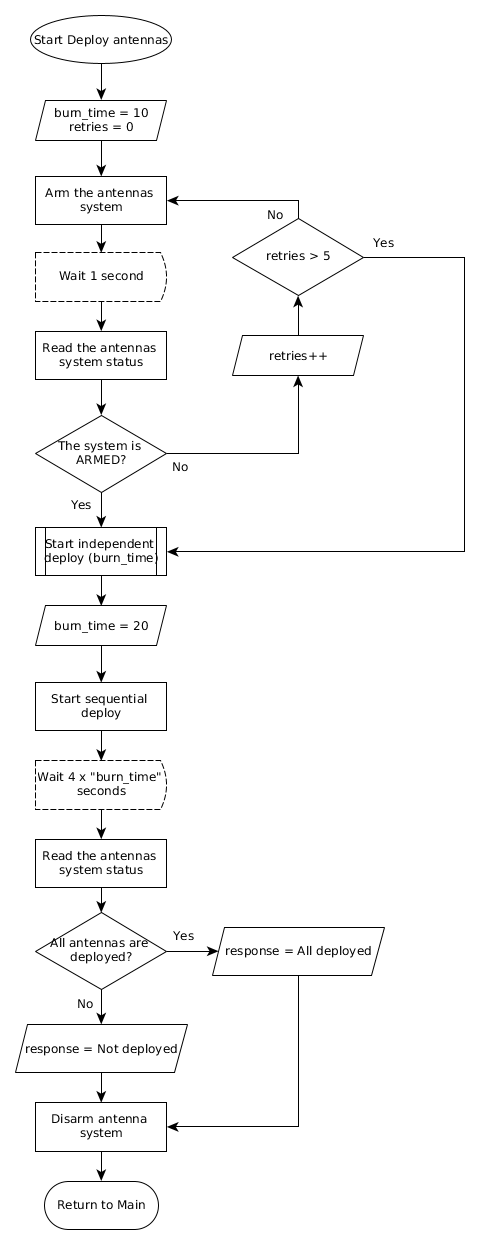 Start Deploy antennas
burn_time = 10
retries = 0
Arm the antennas
system
No
Yes
retries > 5
Wait 1 second
Read the antennas
system status
retries++
The system is
ARMED?
No
Yes
Start independent
deploy (burn_time)
burn_time = 20
Start sequential
deploy
Wait 4 x "burn_time"
seconds
Read the antennas
system status
All antennas are
deployed?
Yes
response = All deployed
No
response = Not deployed
Disarm antenna
system
Return to Main